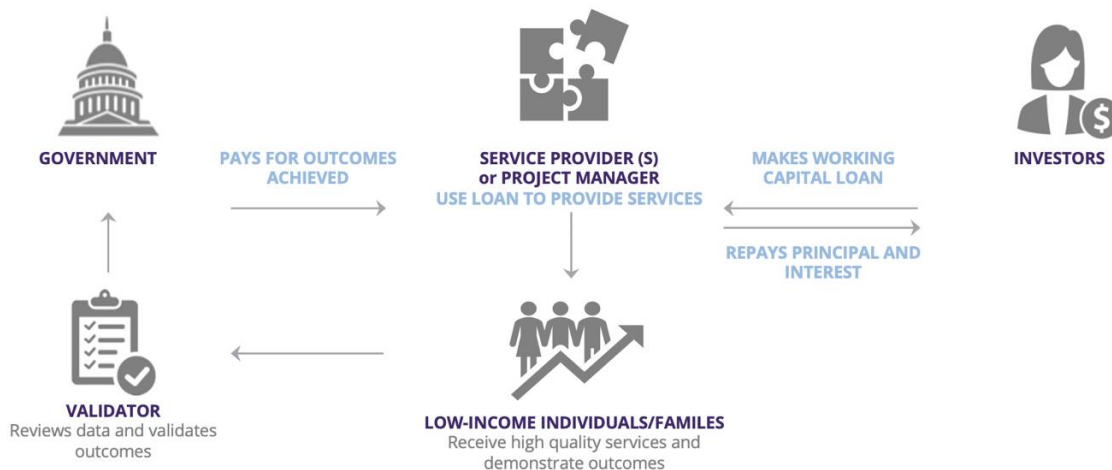 $
GOVERNMENT
PAYS FOR OUTCOMES
ACHIEVED
SERVICE PROVIDER (S)
or PROJECT MANAGER
USE LOAN TO PROVIDE SERVICES
MAKES WORKING
CAPITAL LOAN
INVESTORS
REPAYS PRINCIPAL AND
INTEREST
VALIDATOR
Reviews data and validates
outcomes
LOW-INCOME INDIVIDUALS/FAMILES
Receive high quality services and
demonstrate outcomes